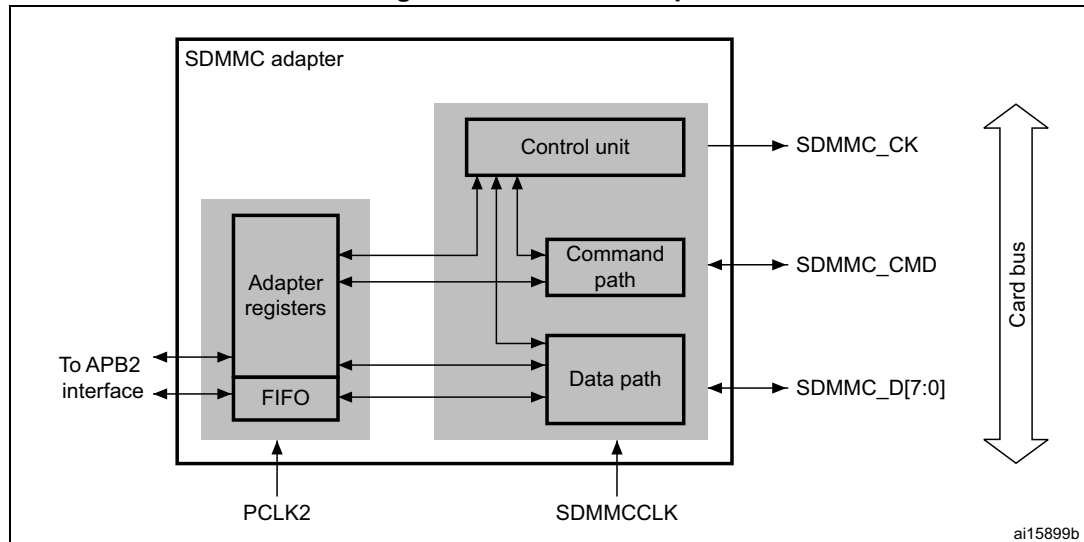 SDMMC adapter
Control unit
SDMMC_CK
Command
path
SDMMC_CMD
Adapter
registers
Card bus
To APB2
interface
FIFO
Data path
SDMMC_D[7:0]
PCLK2
SDMMCCLK
ai15899b